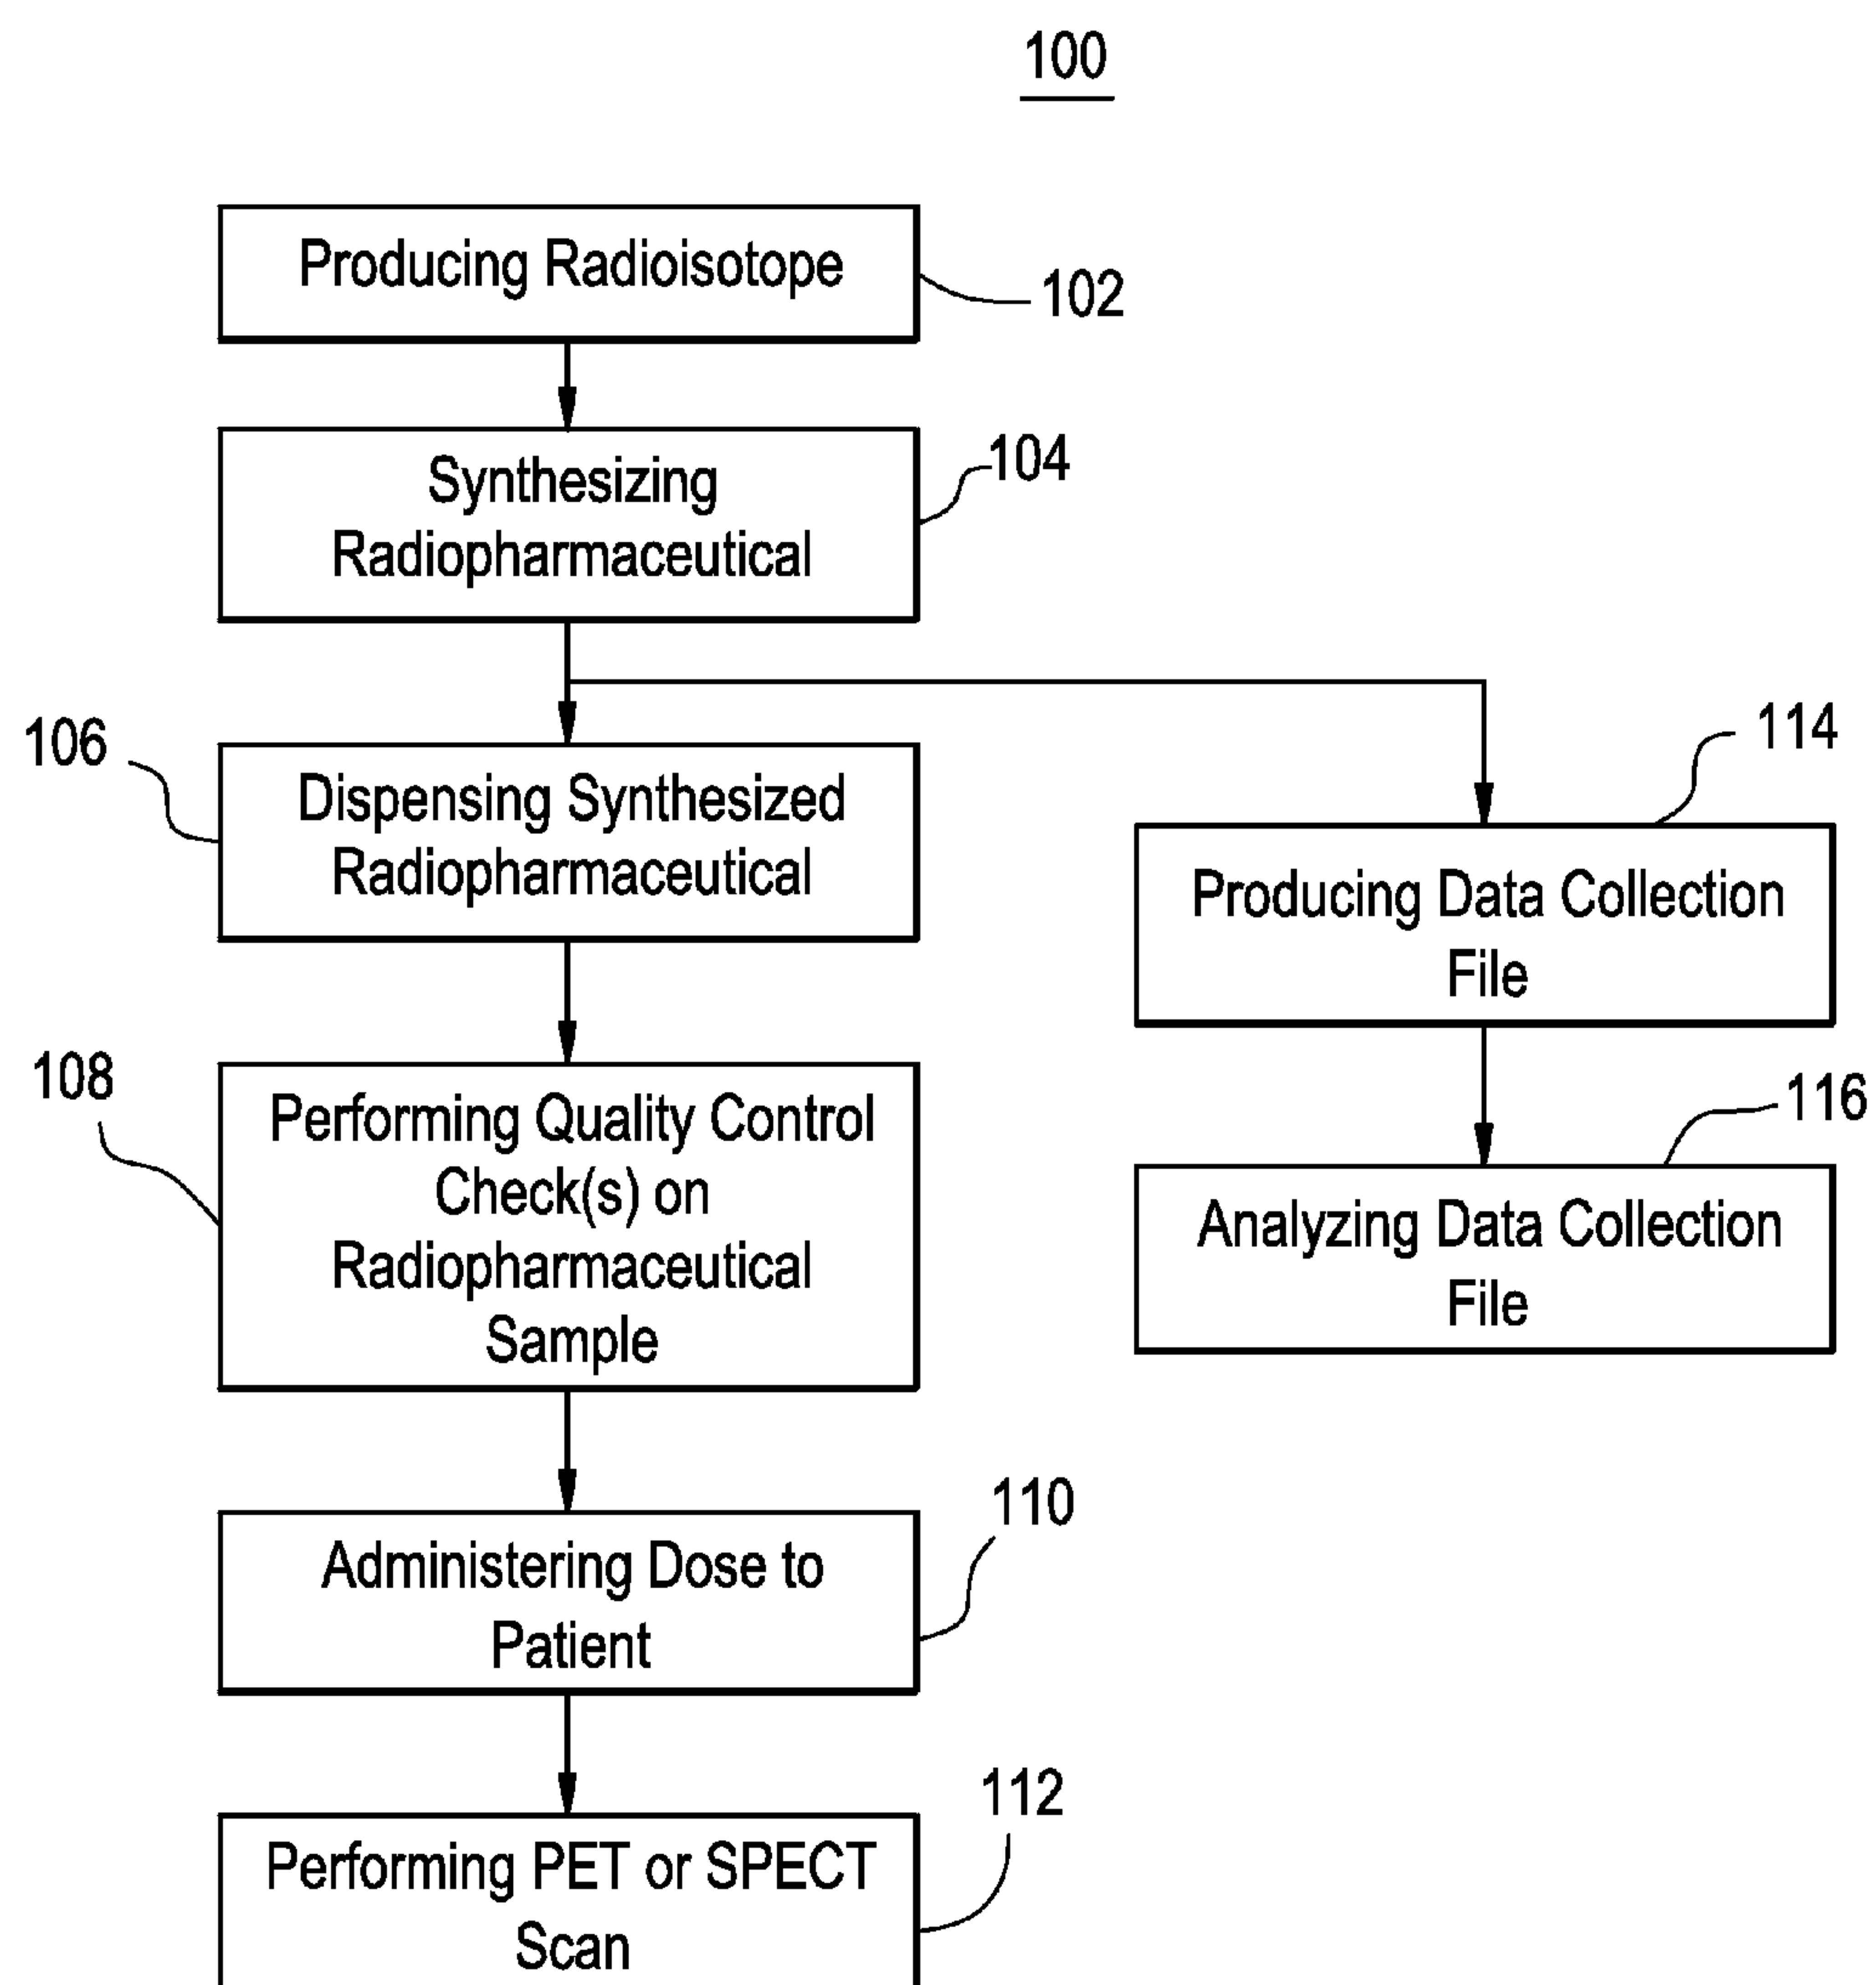 100
Producing Radioisotope
102
Synthesizing
Radiopharmaceutical
104
106
Dispensing Synthesized
Radiopharmaceutical
114
Producing Data Collection
File
108
Performing Quality Control
Check(s) on
Radiopharmaceutical
Sample
116
Analyzing Data Collection
File
110
Administering Dose to
Patient
112
Performing PET or SPECT
Scan